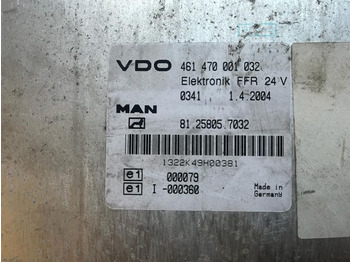 VDO 461 470 001 032
Elektronik FFR 24 V
0341 1.4.2004
MAN
81.25805.7032
1322K49H00381
e1 000079
e1 I -000360
Made in
Germany